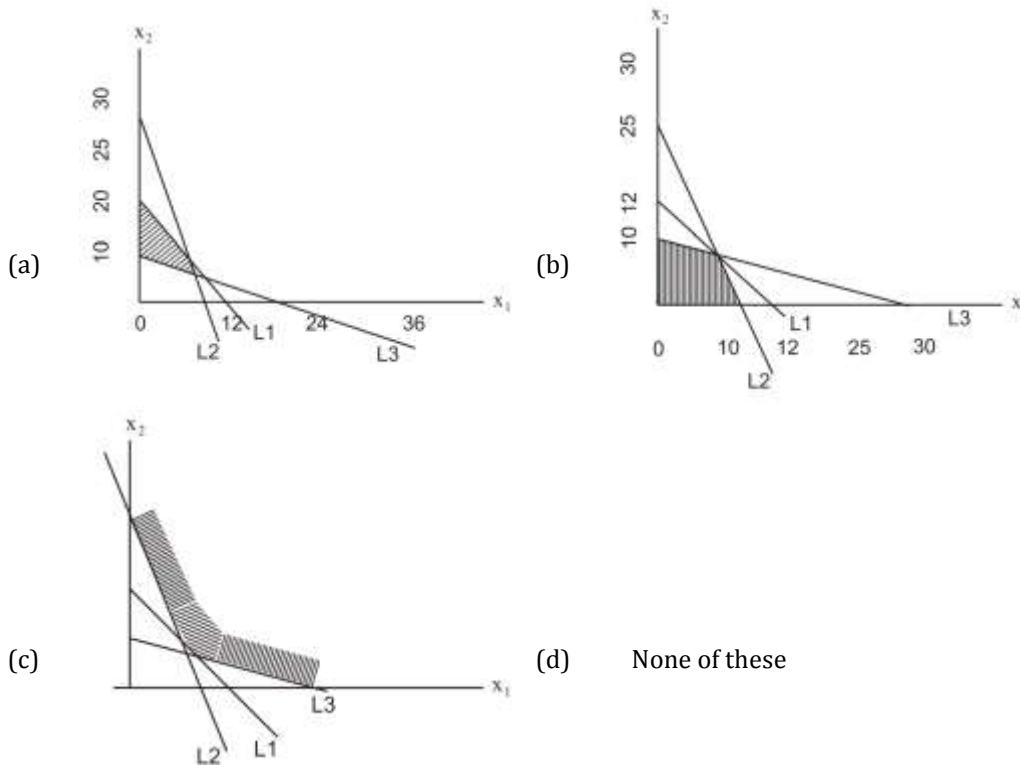 x₂
30
25
20
10
(a)
0 12 24 36
x₁
L1
L2
L3
x₂
30
25
12
10
(b)
x
L1
L3
0 10 12 25 30
L2
x₂
(c)
x₁
L3
L2
L1
(d) None of these